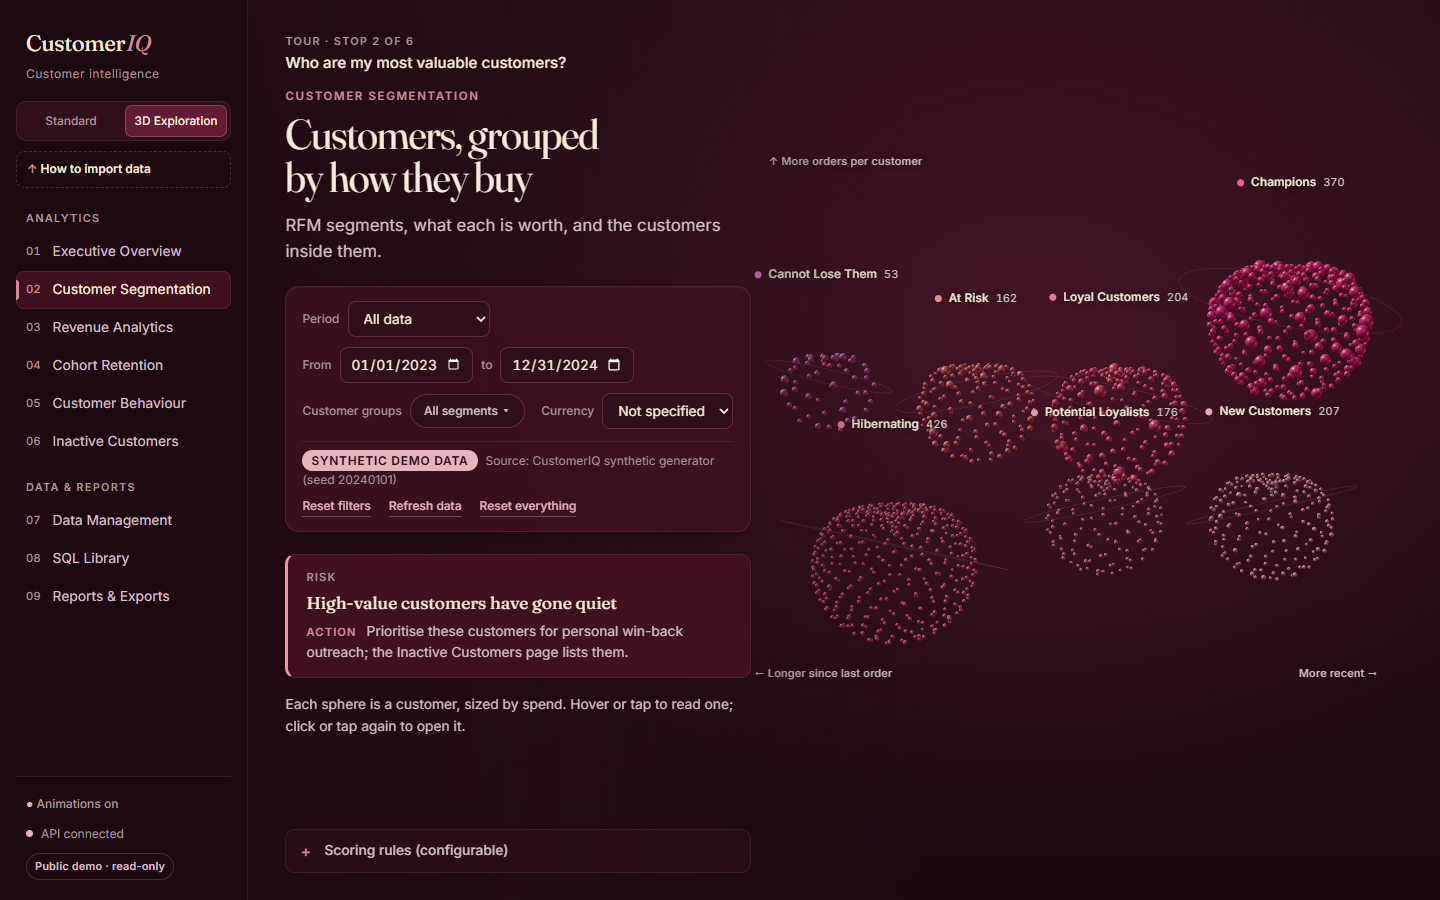 CustomerIQ
Customer intelligence
Standard
3D Exploration
↑ How to import data
ANALYTICS
01 Executive Overview
02 Customer Segmentation
03 Revenue Analytics
04 Cohort Retention
05 Customer Behaviour
06 Inactive Customers
DATA & REPORTS
07 Data Management
08 SQL Library
09 Reports & Exports
Animations on
API connected
Public demo · read-only
TOUR · STOP 2 OF 6
Who are my most valuable customers?
CUSTOMER SEGMENTATION
Customers, grouped
by how they buy
RFM segments, what each is worth, and the customers
inside them.
Period All data
From 01/01/2023 to 12/31/2024
Customer groups All segments Currency Not specified
SYNTHETIC DEMO DATA Source: CustomerIQ synthetic generator
(seed 20240101)
Reset filters Refresh data Reset everything
RISK
High-value customers have gone quiet
ACTION Prioritise these customers for personal win-back
outreach; the Inactive Customers page lists them.
Each sphere is a customer, sized by spend. Hover or tap to read one;
click or tap again to open it.
+ Scoring rules (configurable)
↑ More orders per customer
Champions 370
Cannot Lose Them 53
At Risk 162
Loyal Customers 204
Potential Loyalists 176
New Customers 207
Hibernating 426
← Longer since last order
More recent →